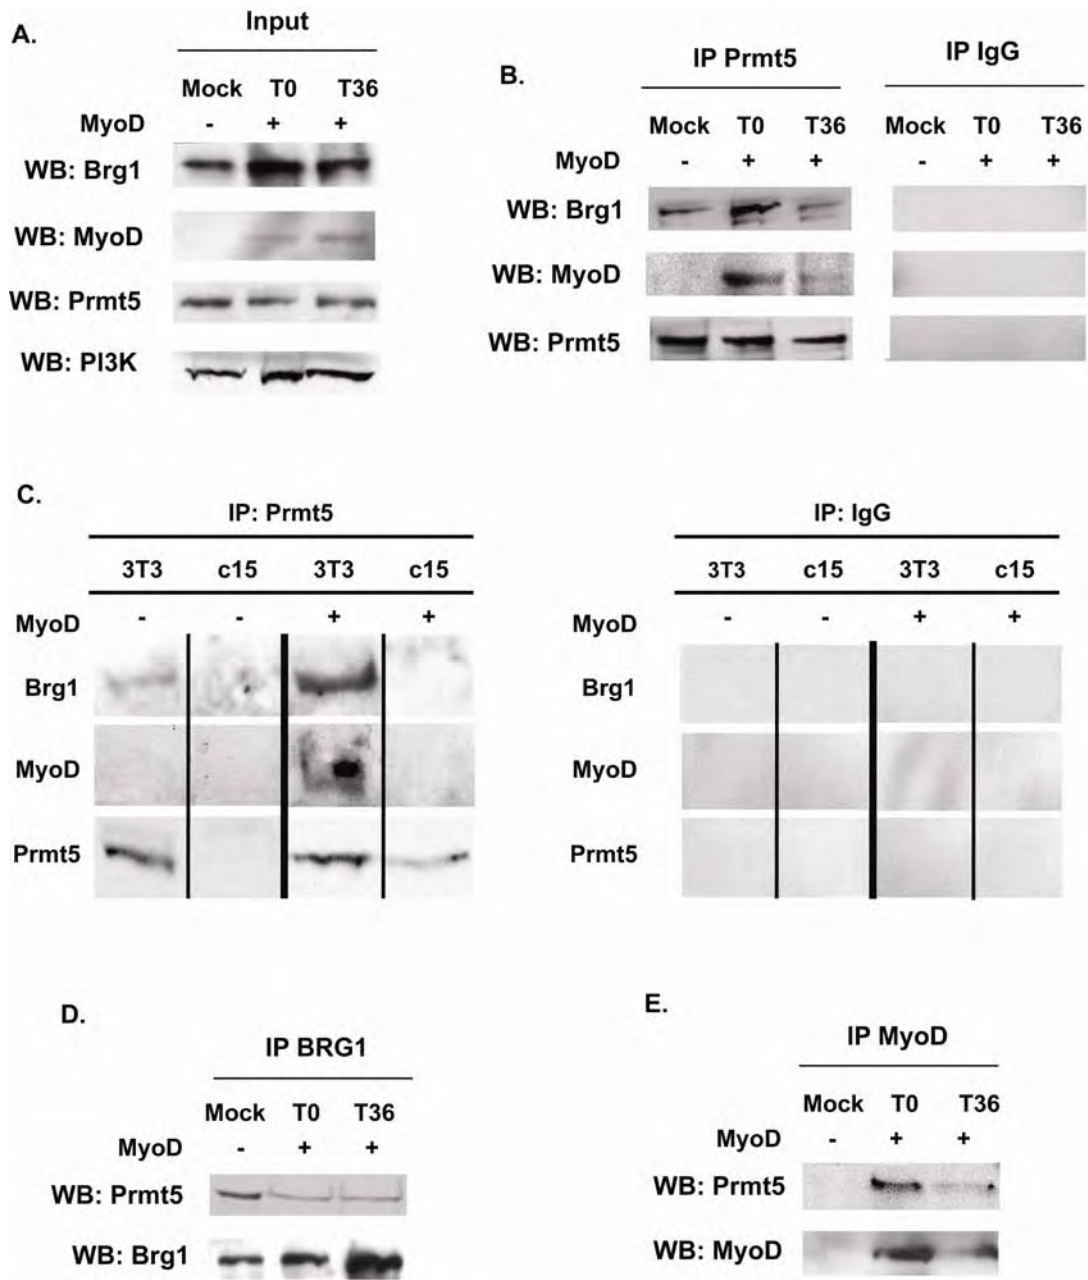 A.
Input
Mock T0 T36
MyoD - + +
WB: Brg1
WB: MyoD
WB: Prmt5
WB: PI3K
B.
IP Prmt5 IP IgG
Mock T0 T36 Mock T0 T36
MyoD - + + - + +
WB: Brg1
WB: MyoD
WB: Prmt5
C.
IP: Prmt5
3T3 c15 3T3 c15
MyoD - - + +
Brg1
MyoD
Prmt5
IP: IgG
3T3 c15 3T3 c15
MyoD - - + +
Brg1
MyoD
Prmt5
D.
IP BRG1
Mock T0 T36
MyoD - + +
WB: Prmt5
WB: Brg1
E.
IP MyoD
Mock T0 T36
MyoD - + +
WB: Prmt5
WB: MyoD